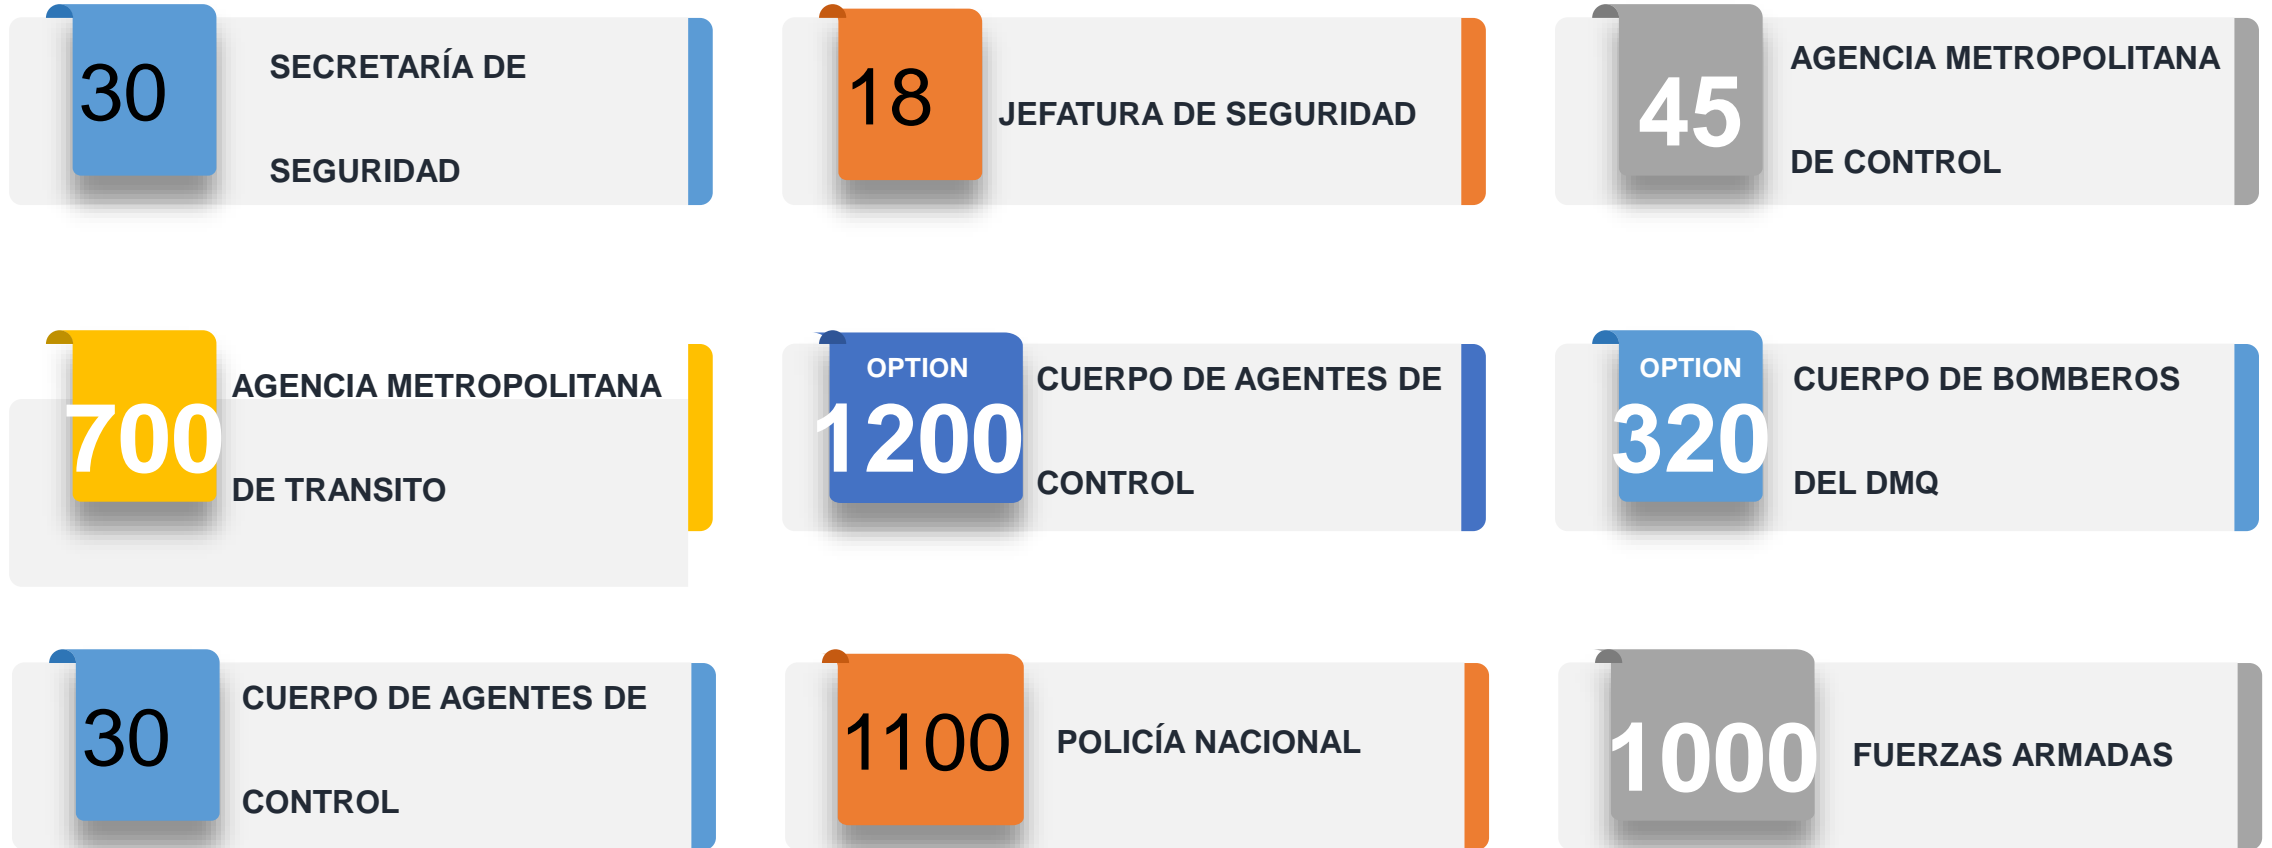 30
SECRETARÍA DE
SEGURIDAD
18
JEFATURA DE SEGURIDAD
45
AGENCIA METROPOLITANA
DE CONTROL
700
AGENCIA METROPOLITANA
DE TRANSITO
OPTION
1200
CUERPO DE AGENTES DE
CONTROL
OPTION
320
CUERPO DE BOMBEROS
DEL DMQ
30
CUERPO DE AGENTES DE
CONTROL
1100
POLICÍA NACIONAL
1000
FUERZAS ARMADAS